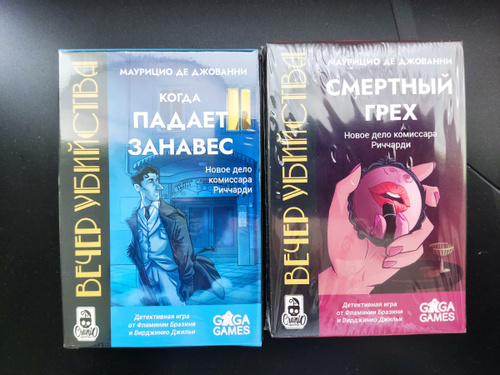 ВЕЧЕР УБИЙСТВА
МАУРИЦИО ДЕ ДЖОВАННИ
КОГДА
ПАДАЕТ
ЗАНАВЕС
Новое дело
комиссара
Риччарди
Детективная игра
от Фламинии Бразини
и Вирджинио Джильи
GAGA
GAMES
Cranio
ВЕЧЕР УБИЙСТВА
МАУРИЦИО ДЕ ДЖОВАННИ
СМЕРТНЫЙ
ГРЕХ
Новое дело комиссара
Риччарди
Детективная игра
от Фламинии Бразини
и Вирджинио Джильи
GAGA
GAMES
Cranio